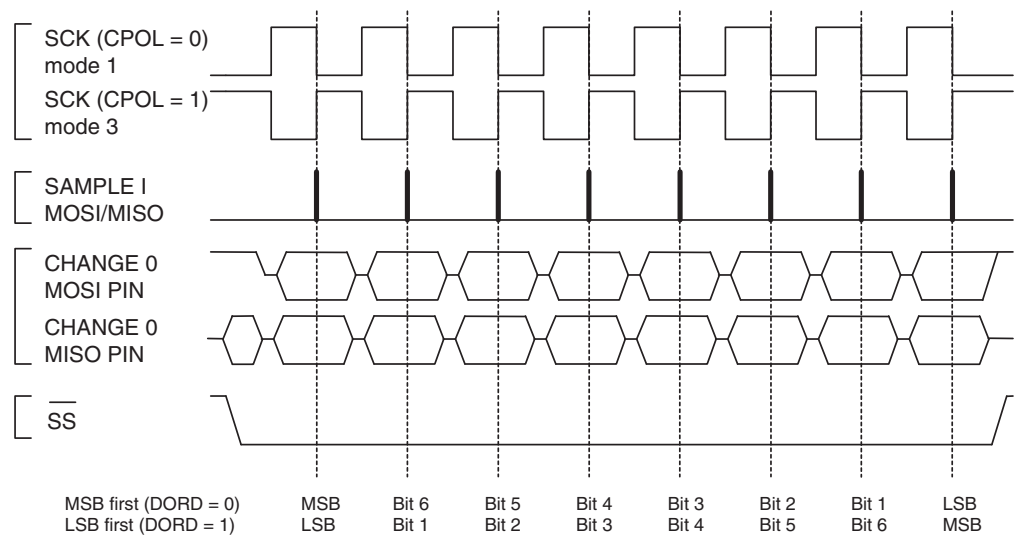 SCK (CPOL = 0)
mode 1
SCK (CPOL = 1)
mode 3
SAMPLE I
MOSI/MISO
CHANGE 0
MOSI PIN
CHANGE 0
MISO PIN
SS
MSB first (DORD = 0) MSB Bit 6 Bit 5 Bit 4 Bit 3 Bit 2 Bit 1 LSB
LSB first (DORD = 1) LSB Bit 1 Bit 2 Bit 3 Bit 4 Bit 5 Bit 6 MSB